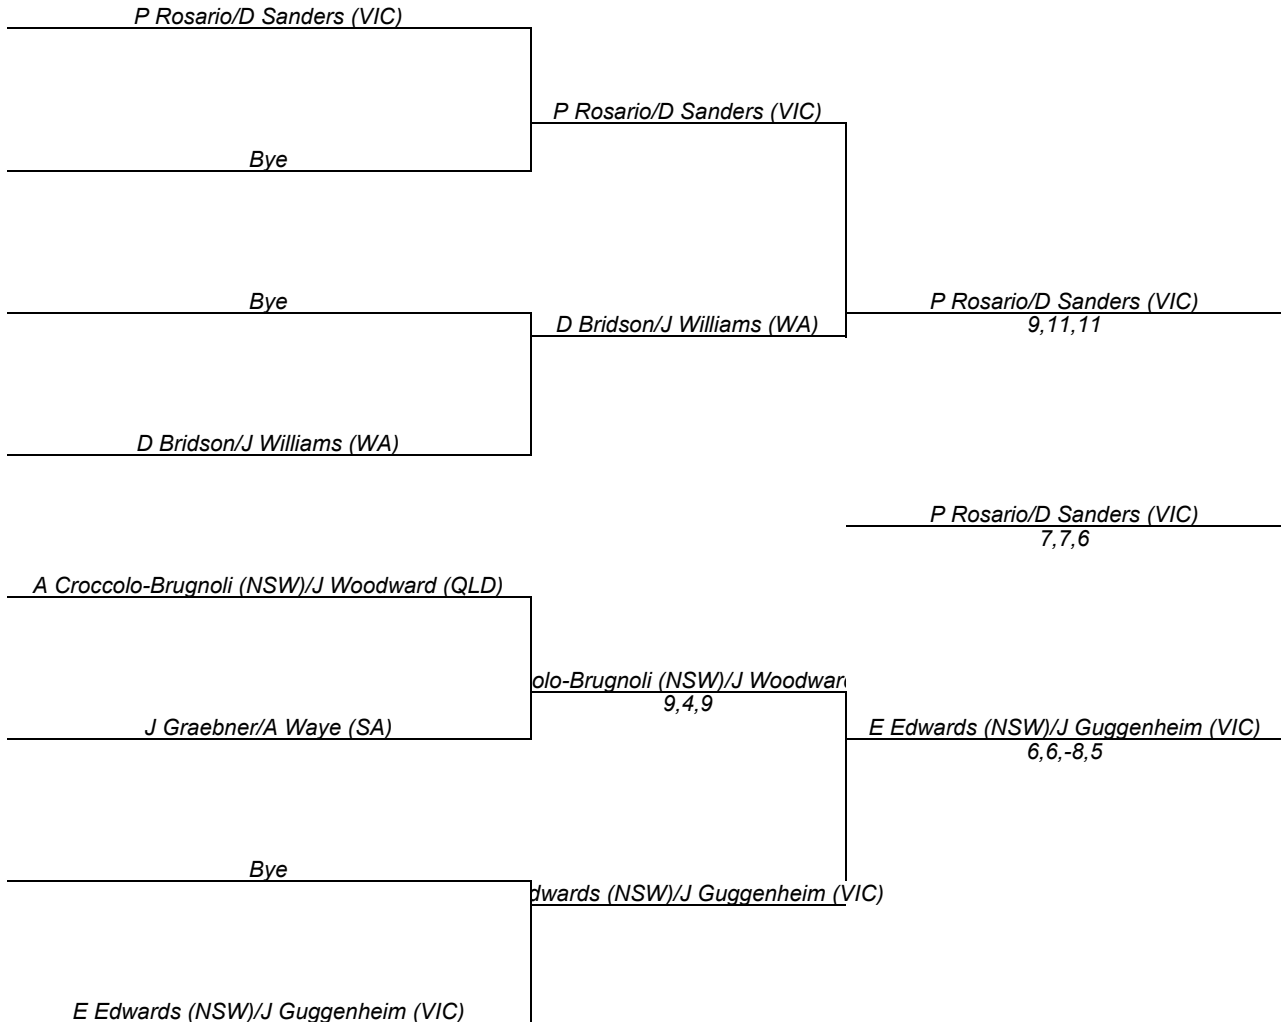 P Rosario/D Sanders (VIC)
P Rosario/D Sanders (VIC)
Bye
Bye
P Rosario/D Sanders (VIC)
D Bridson/J Williams (WA)
9,11,11
D Bridson/J Williams (WA)
P Rosario/D Sanders (VIC)
7,7,6
A Croccolo-Brugnoli (NSW)/J Woodward (QLD)
olo-Brugnoli (NSW)/J Woodward
9,4,9
J Graebner/A Waye (SA)
E Edwards (NSW)/J Guggenheim (VIC)
6,6,-8,5
Bye
dwards (NSW)/J Guggenheim (VIC)
E Edwards (NSW)/J Guggenheim (VIC)